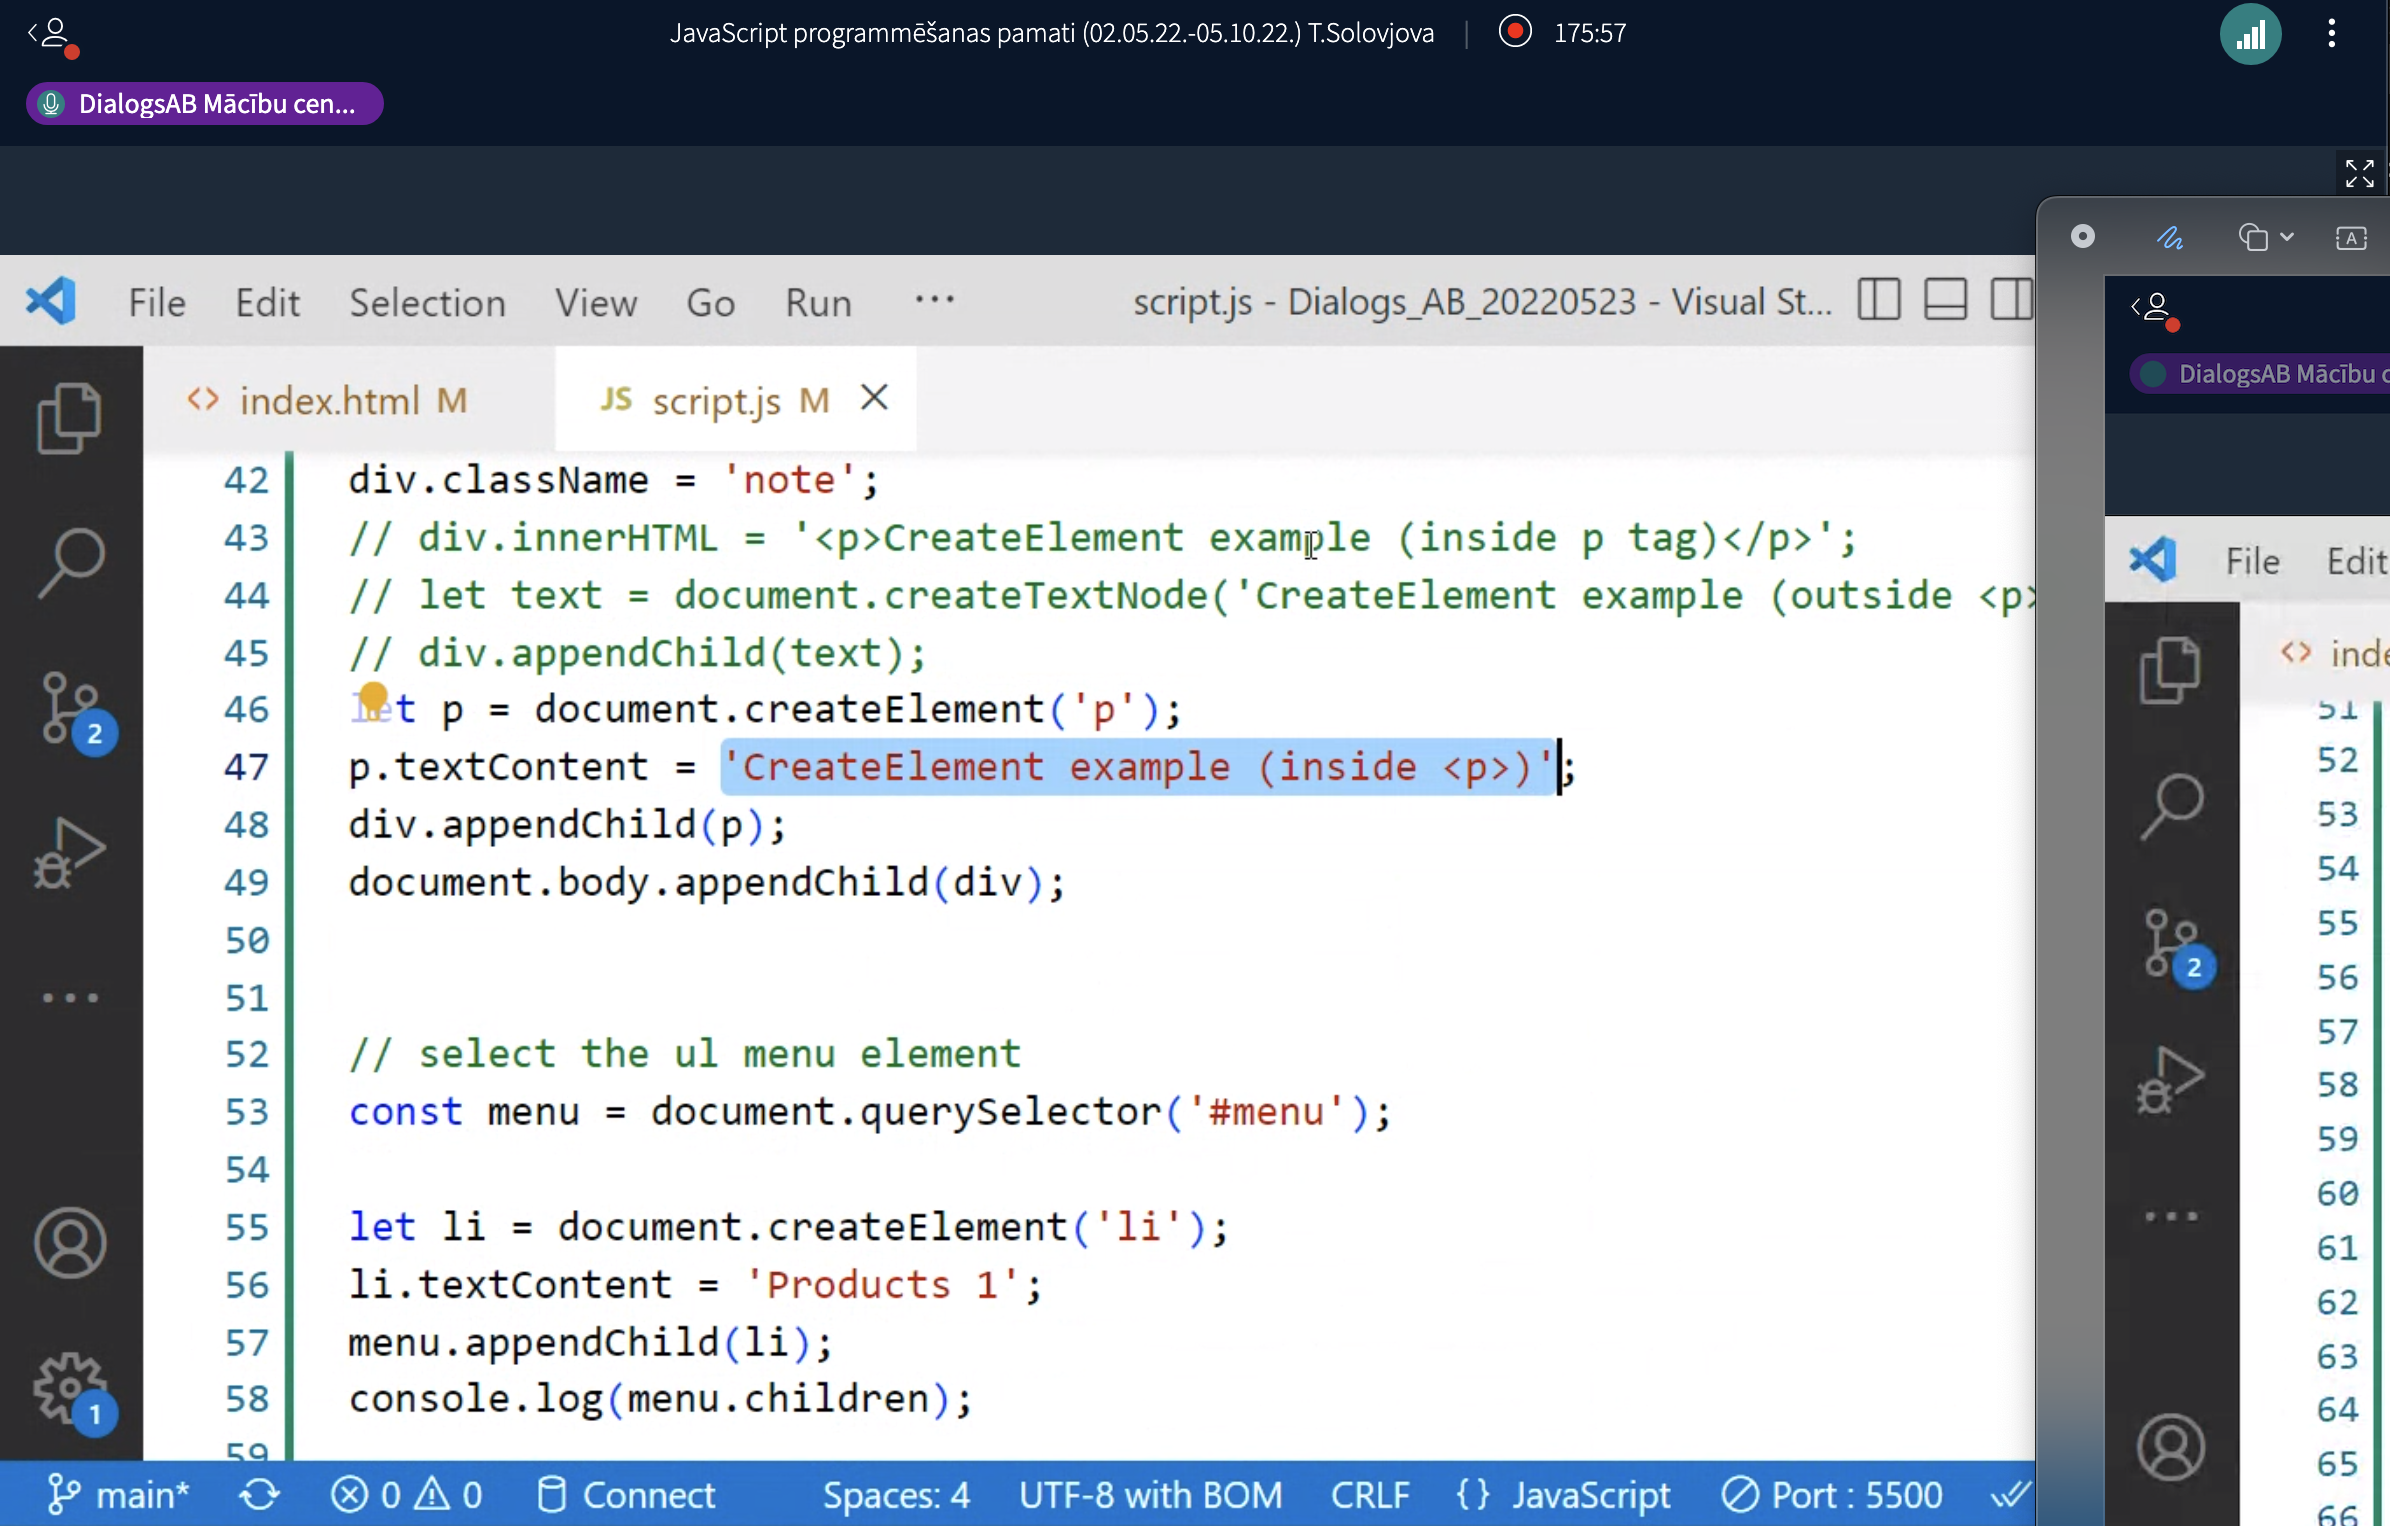 JavaScript programmēšanas pamati (02.05.22.-05.10.22.) T.Solovjova | 175:57
DialogsAB Mācību cen...
File Edit Selection View Go Run ··· script.js - Dialogs_AB_20220523 - Visual St...
<> index.html M JS script.js M
42 div.className = 'note';
43 // div.innerHTML = '<p>CreateElement example (inside p tag)</p>';
44 // let text = document.createTextNode('CreateElement example (outside <p>
45 // div.appendChild(text);
46 let p = document.createElement('p');
47 p.textContent = 'CreateElement example (inside <p>)';
48 div.appendChild(p);
49 document.body.appendChild(div);
50
51
52 // select the ul menu element
53 const menu = document.querySelector('#menu');
54
55 let li = document.createElement('li');
56 li.textContent = 'Products 1';
57 menu.appendChild(li);
58 console.log(menu.children);
59
2
1
main* 0 0 Connect Spaces: 4 UTF-8 with BOM CRLF {} JavaScript Port : 5500
A
DialogsAB Mācību
File Edit
<> inde
51
52
53
54
55
56
57
58
59
60
61
62
63
64
65
66
2